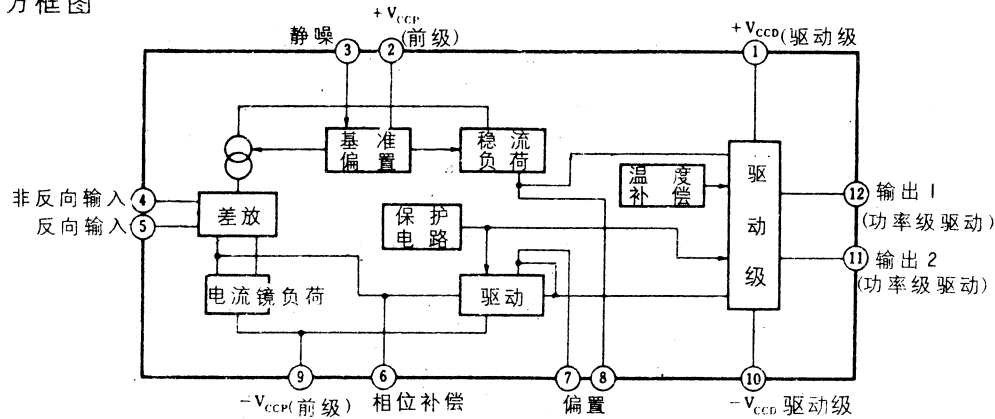 方框图
+VCCP
静噪
(前级)
+VCCD(驱动级
3
2
1
基准
偏置
稳流
负荷
温度
补偿
驱动级
非反向输入
4
反向输入
5
差放
保护
电路
12
输出1
(功率级驱动)
11
输出2
(功率级驱动)
电流镜负荷
驱动
9
6
7
8
10
-VCCP(前级)
相位补偿
偏置
-VCCD 驱动级